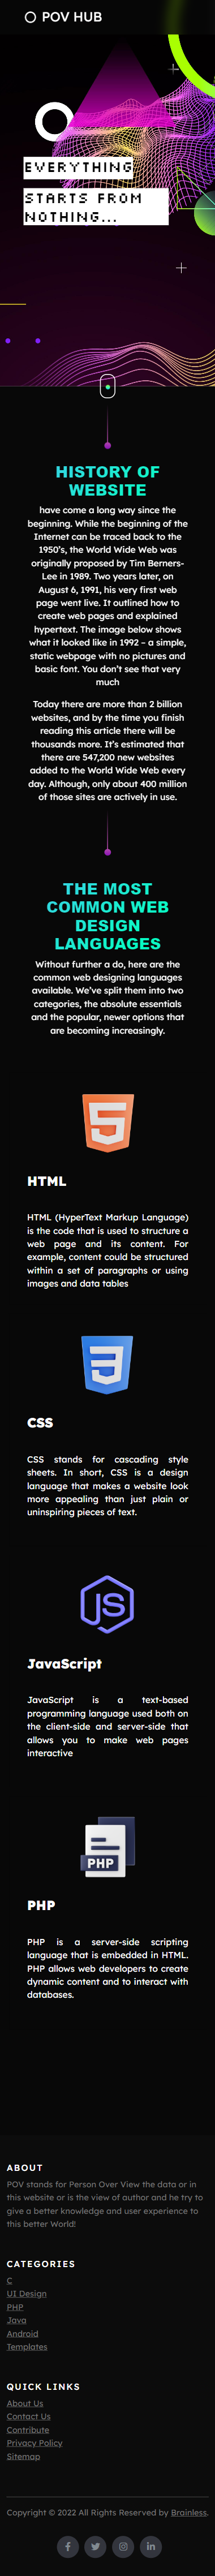 POV HUB
EVERYTHING
STARTS FROM
NOTHING...
HISTORY OF
WEBSITE
have come a long way since the
beginning. While the beginning of the
Internet can be traced back to the
1950's, the World Wide Web was
originally proposed by Tim Berners-
Lee in 1989. Two years later, on
August 6, 1991, his very first web
page went live. It outlined how to
create web pages and explained
hypertext. The image below shows
what it looked like in 1992 – a simple,
static webpage with no pictures and
basic font. You don't see that very
much
Today there are more than 2 billion
websites, and by the time you finish
reading this article there will be
thousands more. It's estimated that
there are 547,200 new websites
added to the World Wide Web every
day. Although, only about 400 million
of those sites are actively in use.
THE MOST
COMMON WEB
DESIGN
LANGUAGES
Without further a do, here are the
common web designing languages
available. We've split them into two
categories, the absolute essentials
and the popular, newer options that
are becoming increasingly.
HTML
HTML (HyperText Markup Language)
is the code that is used to structure a
web page and its content. For
example, content could be structured
within a set of paragraphs or using
images and data tables
CSS
CSS stands for cascading style
sheets. In short, CSS is a design
language that makes a website look
more appealing than just plain or
uninspiring pieces of text.
JS
JavaScript
JavaScript is a text-based
programming language used both on
the client-side and server-side that
allows you to make web pages
interactive
PHP
PHP
PHP is a server-side scripting
language that is embedded in HTML.
PHP allows web developers to create
dynamic content and to interact with
databases.
ABOUT
POV stands for Person Over View the data or in
this website or is the view of author and he try to
give a better knowledge and user experience to
this better World!
CATEGORIES
C
UI Design
PHP
Java
Android
Templates
QUICK LINKS
About Us
Contact Us
Contribute
Privacy Policy
Sitemap
Copyright © 2022 All Rights Reserved by Brainless.